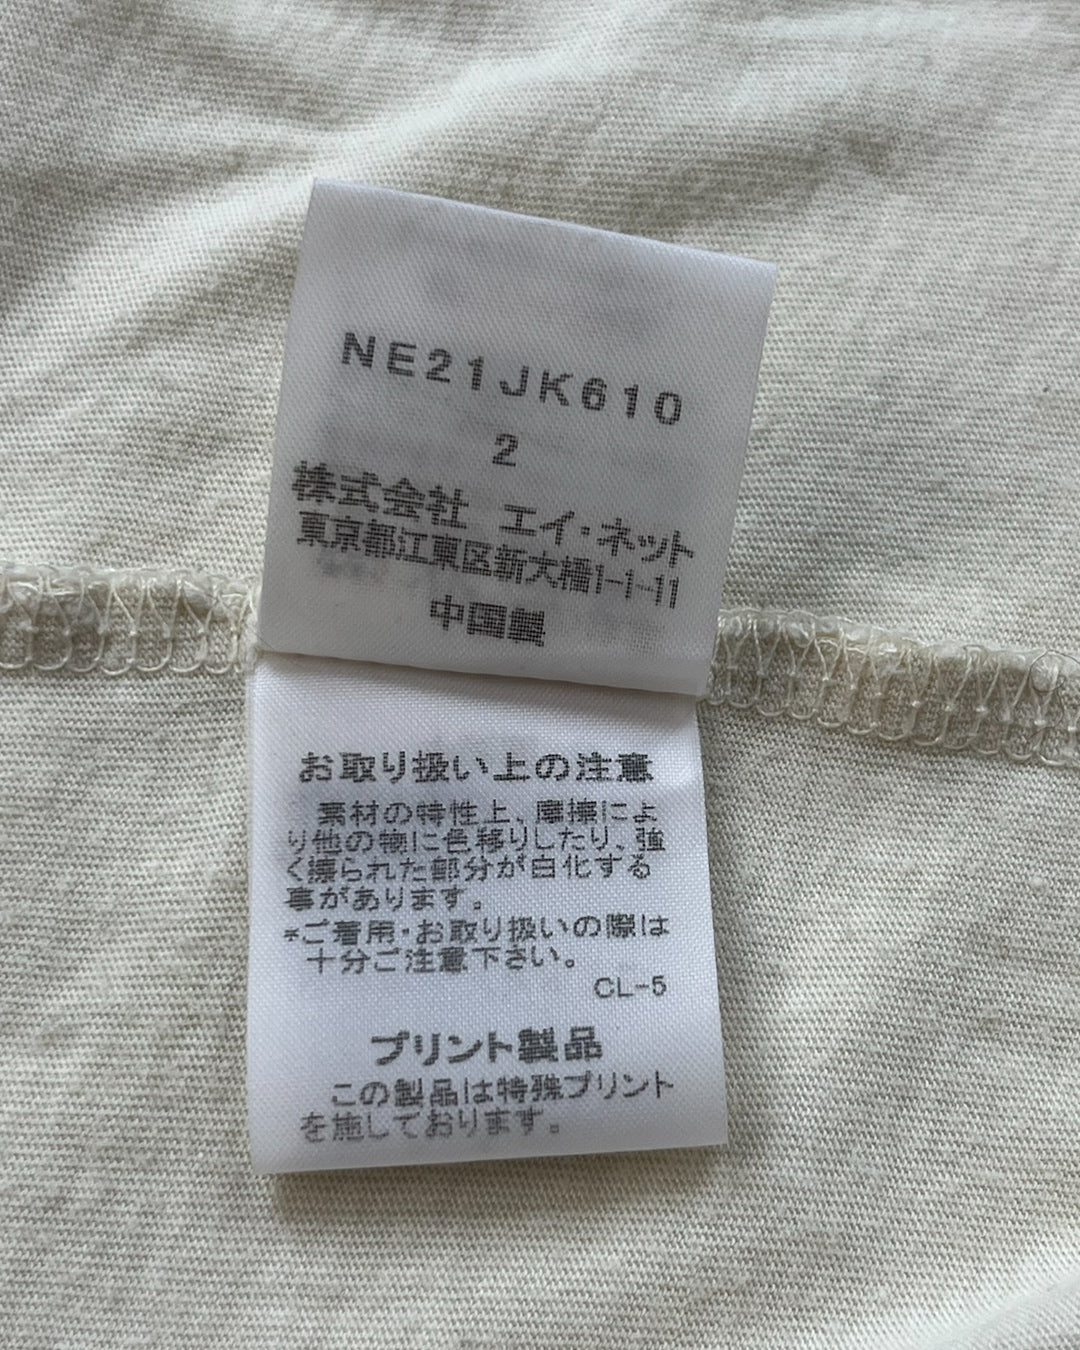 NE21JK610
2
株式会社 エイ・ネット
東京都江東区新大橋1-1-11
中国製
お取り扱い上の注意
素材の特性上、摩擦によ
り他の物に色移りしたり、強
く擦られた部分が白化する
事があります。
*ご着用・お取り扱いの際は
十分ご注意下さい。
CL-5
プリント製品
この製品は特殊プリント
を施しております。